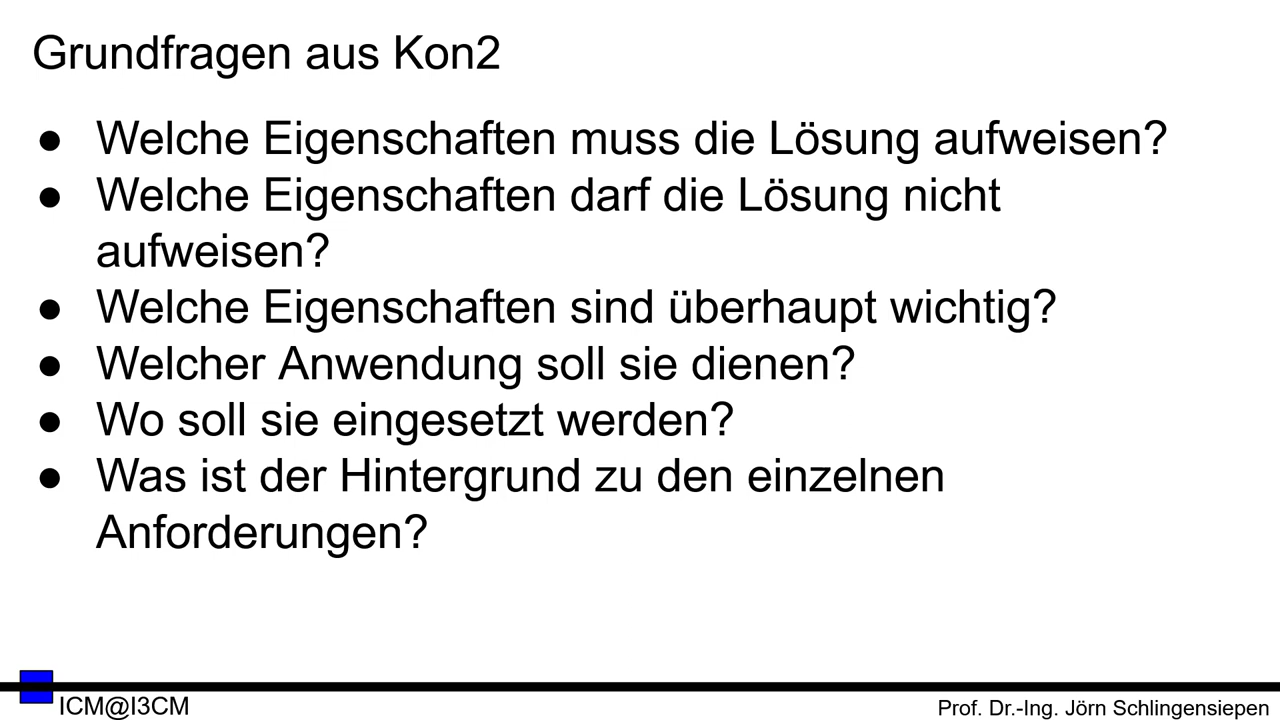 Grundfragen aus Kon2
● Welche Eigenschaften muss die Lösung aufweisen?
● Welche Eigenschaften darf die Lösung nicht
aufweisen?
● Welche Eigenschaften sind überhaupt wichtig?
● Welcher Anwendung soll sie dienen?
● Wo soll sie eingesetzt werden?
● Was ist der Hintergrund zu den einzelnen
Anforderungen?
ICM@I3CM
Prof. Dr.-Ing. Jörn Schlingensiepen